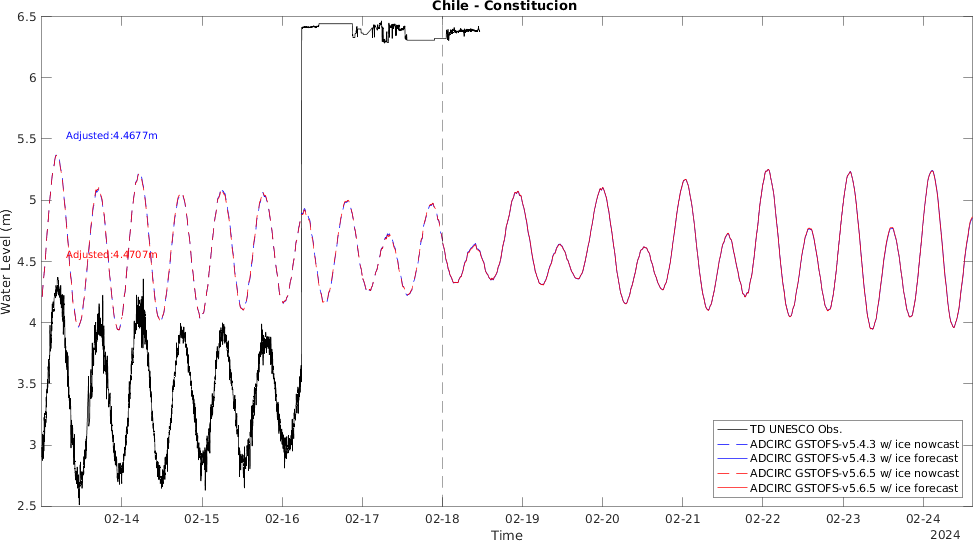 Chile - Constitucion
6.5
6
5.5
5
4.5
4
3.5
3
2.5
Water Level (m)
Adjusted:4.4677m
Adjusted:4.4707m
TD UNESCO Obs.
ADCIRC GSTOFS-v5.4.3 w/ ice nowcast
ADCIRC GSTOFS-v5.4.3 w/ ice forecast
ADCIRC GSTOFS-v5.6.5 w/ ice nowcast
ADCIRC GSTOFS-v5.6.5 w/ ice forecast
02-14 02-15 02-16 02-17 02-18 02-19 02-20 02-21 02-22 02-23 02-24
Time
2024